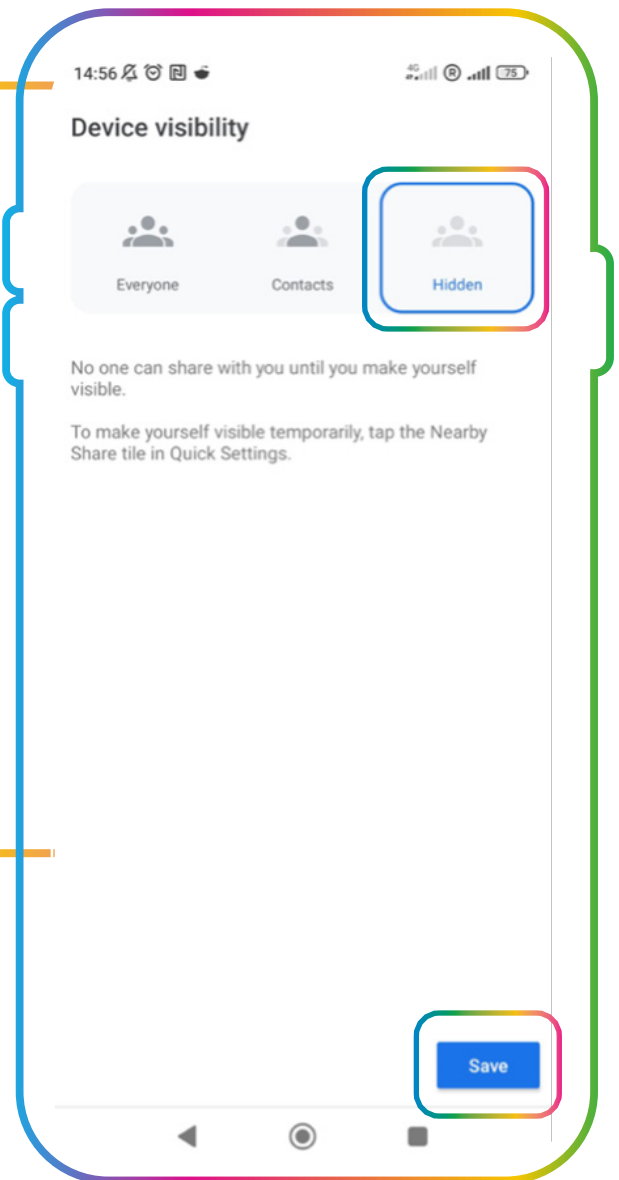 14:56 4G R 75
Device visibility
Everyone Contacts Hidden
No one can share with you until you make yourself
visible.
To make yourself visible temporarily, tap the Nearby
Share tile in Quick Settings.
Save